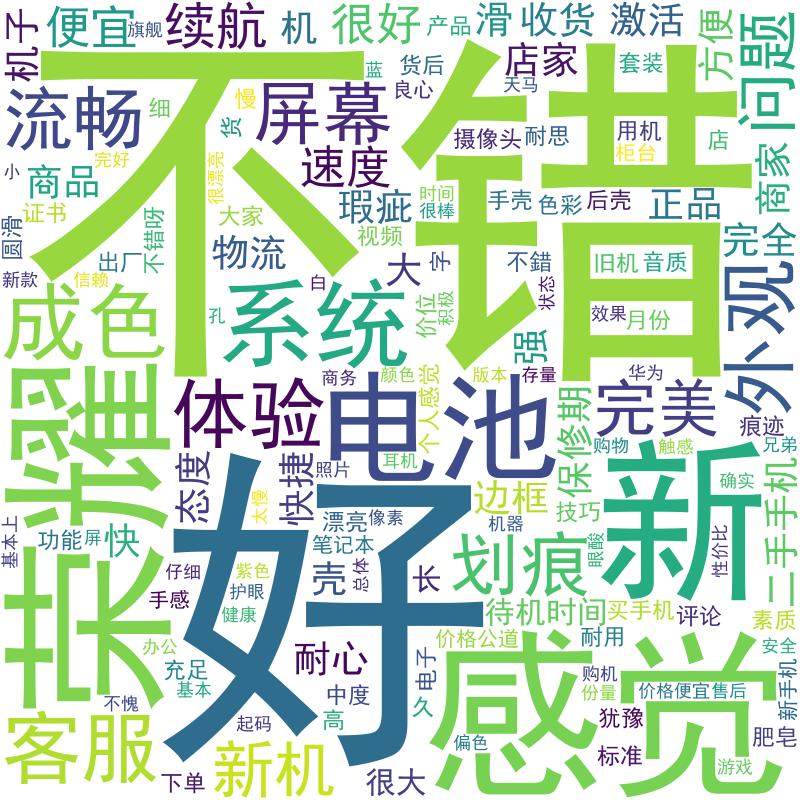 不错
好
感觉
新
荣耀
电池
系统
成色
屏幕
体验
流畅
外观
划痕
完美
客服
新机
问题
便宜
续航
机
很好
产品
旗舰
滑
收货
激活
机子
店家
套装
方便
蓝
货后
良心
天马
慢
细
货
速度
摄像头
耐思
用机
柜台
店
商家
小
完好
商品
证书
很漂亮
大家
时间
很棒
瑕疵
手壳
色彩
后壳
正品
视频
圆滑
出厂
不错呀
物流
大
字
不錯
旧机
音质
完全
新款
信赖
白
价位
积极
状态
孔
强
效果
月份
商务
颜色
个人感觉
版本
存量
华为
保修期
痕迹
态度
快捷
照片
耳机
边框
购物
触感
兄弟
技巧
确实
二手手机
基本上
功能
屏
快
太慢
漂亮
像素
笔记本
机器
眼酸
性价比
仔细
紫色
护眼
壳
总体
长
手感
健康
待机时间
买手机
评论
素质
办公
耐心
价格公道
耐用
安全
充足
基本
中度
久
电子
购机
份量
价格便宜售后
新手机
不愧
起码
高
偏色
犹豫
肥皂
标准
游戏
下单
很大